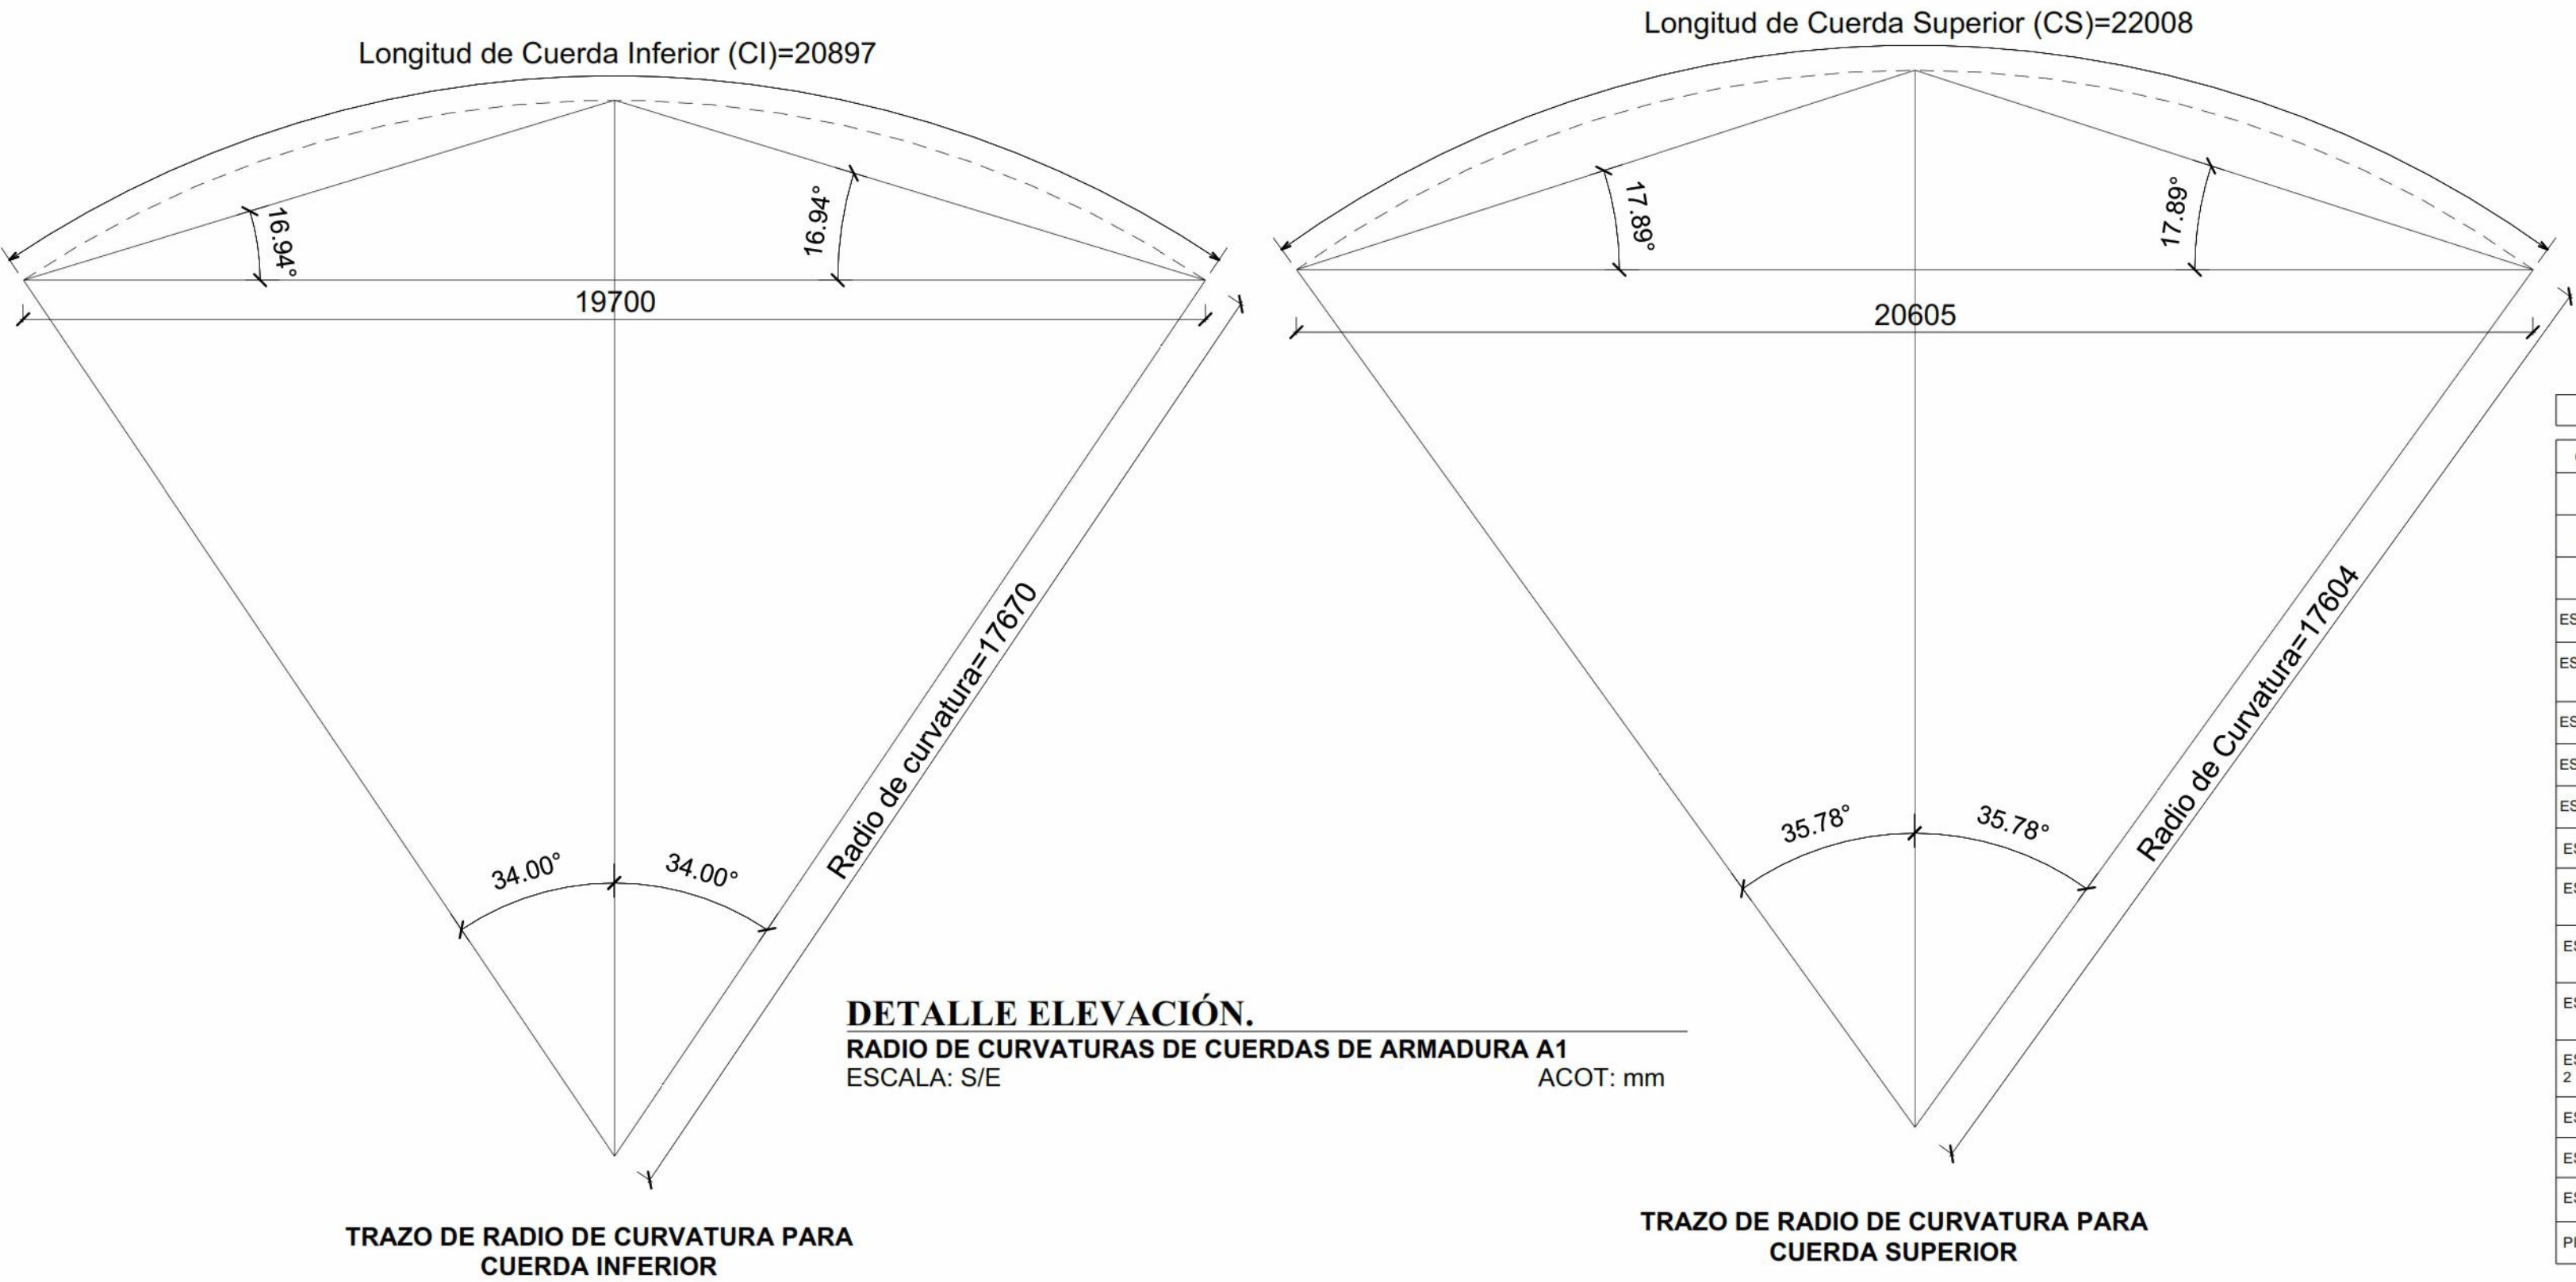 Longitud de Cuerda Inferior (CI)=20897
16.94°
16.94°
19700
Radio de curvatura=17670
34.00°
34.00°
TRAZO DE RADIO DE CURVATURA PARA
CUERDA INFERIOR
DETALLE ELEVACIÓN.
RADIO DE CURVATURAS DE CUERDAS DE ARMADURA A1
ESCALA: S/E
ACOT: mm
Longitud de Cuerda Superior (CS)=22008
17.89°
17.89°
20605
Radio de Curvatura=17604
35.78°
35.78°
TRAZO DE RADIO DE CURVATURA PARA
CUERDA SUPERIOR
2